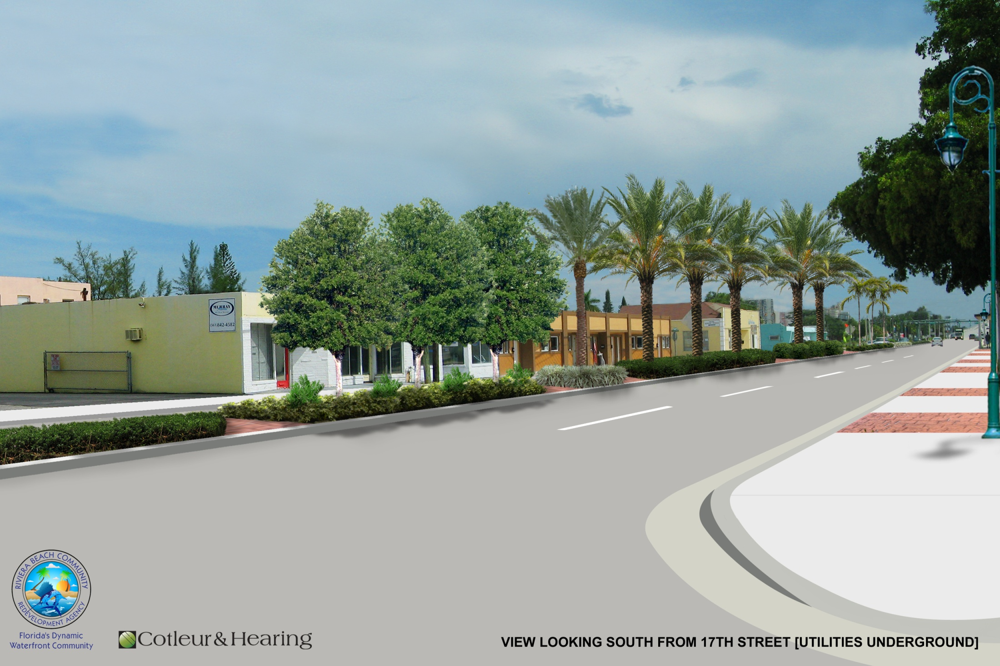 MURRAY
(561)842-4582
RIVIERA BEACH COMMUNITY
REDEVELOPMENT AGENCY
Florida's Dynamic
Waterfront Community
Cotleur & Hearing
VIEW LOOKING SOUTH FROM 17TH STREET [UTILITIES UNDERGROUND]